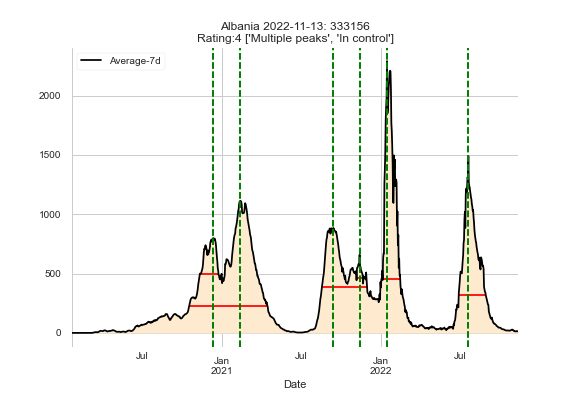 Albania 2022-11-13: 333156
Rating:4 ['Multiple peaks', 'In control']
Average-7d
2000
1500
1000
500
0
Jul
Jan
2021
Jul
Jan
2022
Jul
Date